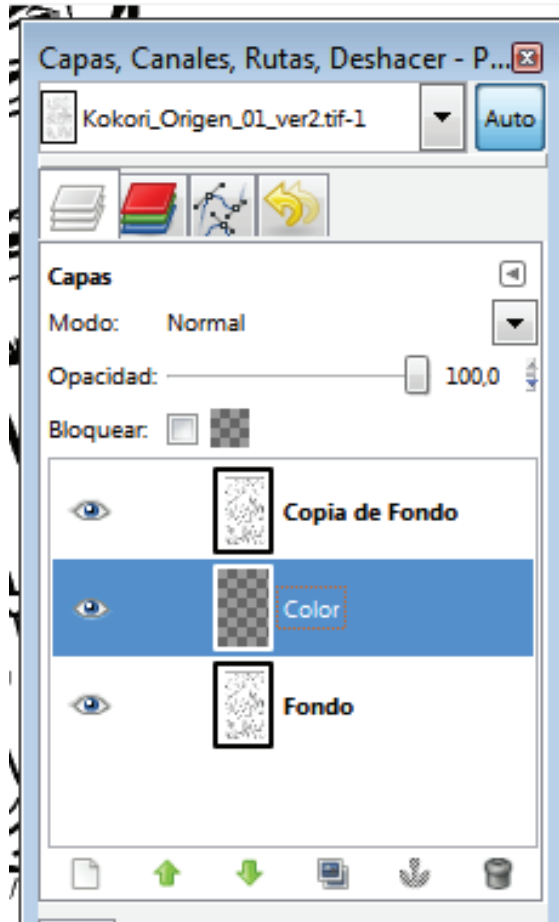 Capas, Canales, Rutas, Deshacer - P...
Kokori_Origen_01_ver2.tif-1
Auto
Capas
Modo: Normal
Opacidad: 100,0
Bloquear:
Copia de Fondo
Color
Fondo